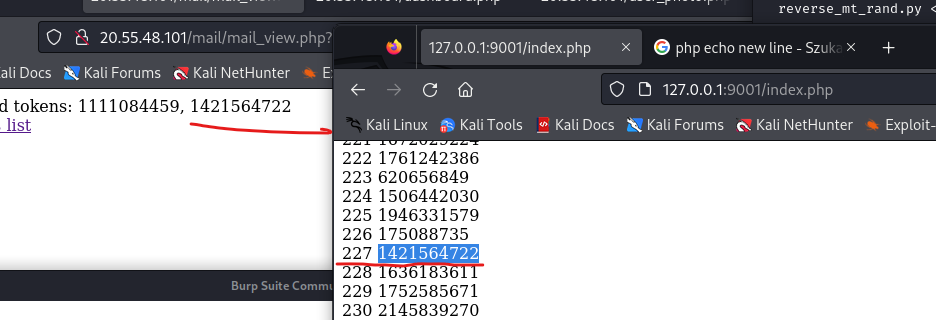 reverse_mt_rand.py <
20.55.48.101/mail/mail_view.php?
ali Docs Kali Forums Kali NetHunter E
d tokens: 1111084459, 1421564722
list
Burp Suite Commu
127.0.0.1:9001/index.php
php echo new line - Szuka
127.0.0.1:9001/index.php
Kali Linux Kali Tools Kali Docs Kali Forums Kali NetHunter Exploit-
222 1761242386
223 620656849
224 1506442030
225 1946331579
226 175088735
227 1421564722
228 1636183611
229 1752585671
230 2145839270